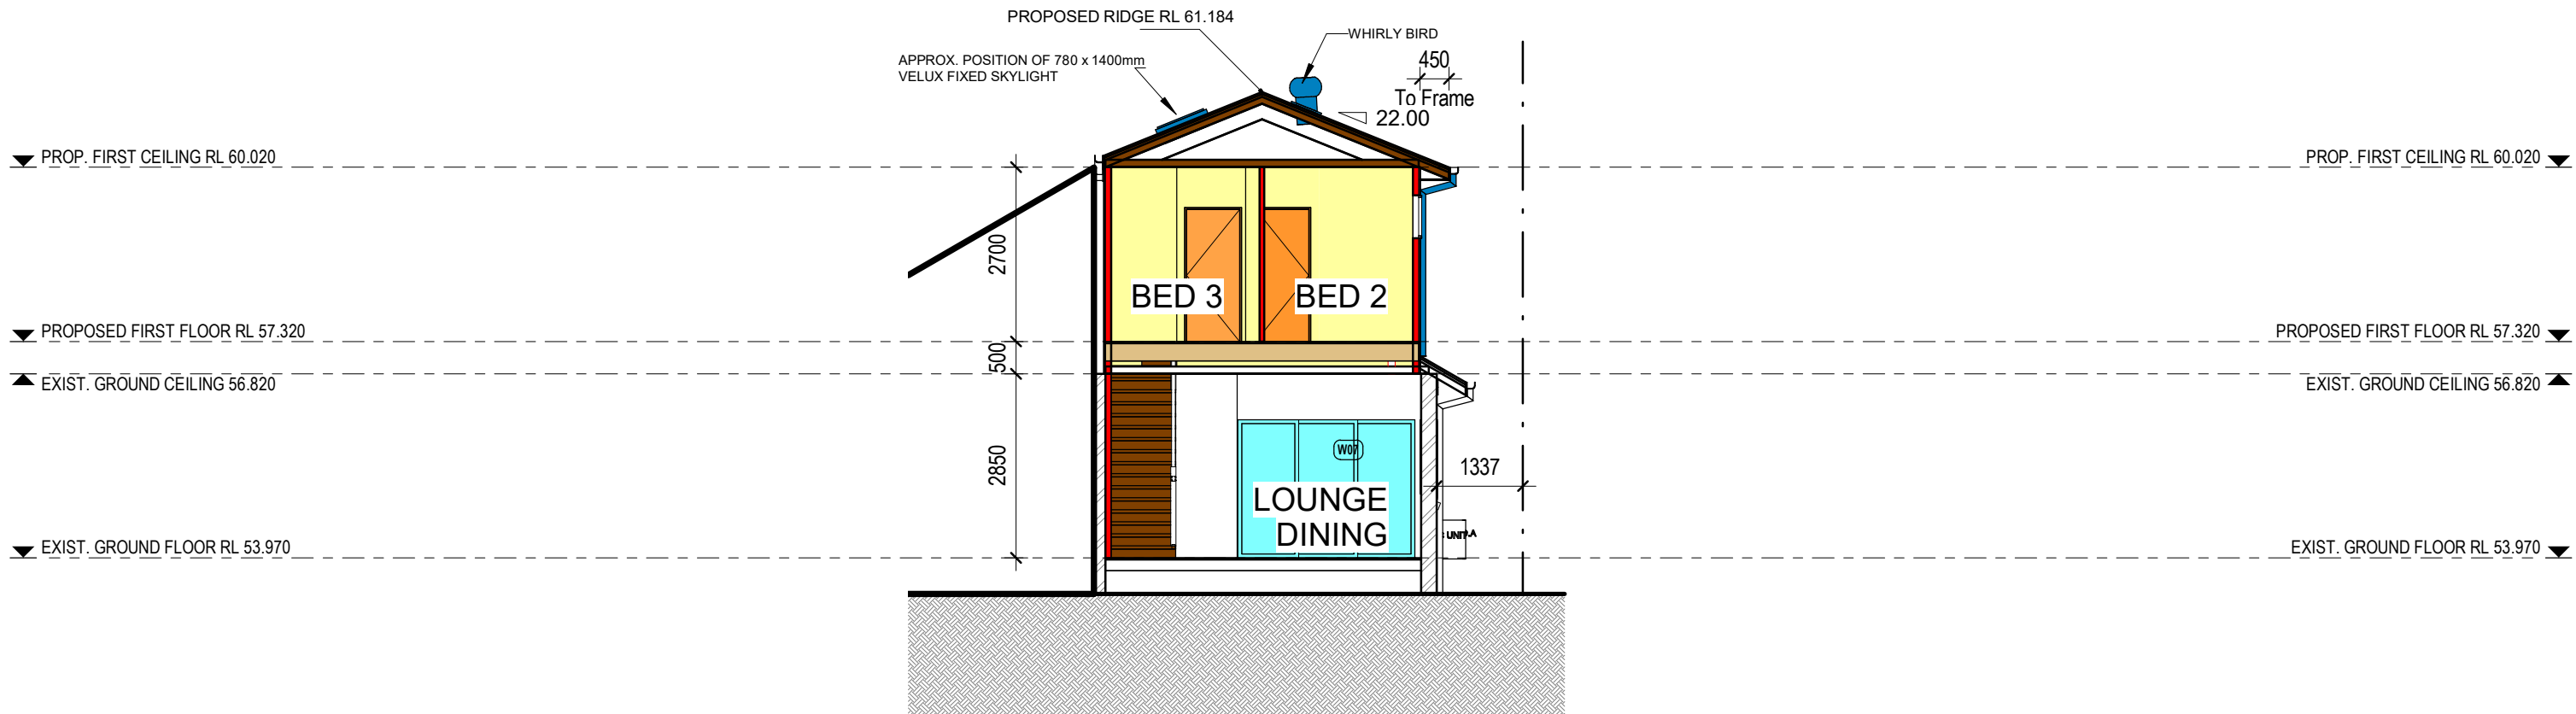 PROPOSED RIDGE RL 61.184
WHIRLY BIRD
APPROX. POSITION OF 780 x 1400mm
VELUX FIXED SKYLIGHT
450
To Frame
22.00
PROP. FIRST CEILING RL 60.020
PROP. FIRST CEILING RL 60.020
2700
BED 3
BED 2
PROPOSED FIRST FLOOR RL 57.320
PROPOSED FIRST FLOOR RL 57.320
500
EXIST. GROUND CEILING 56.820
EXIST. GROUND CEILING 56.820
2850
W07
1337
LOUNGE
DINING
UNIT
EXIST. GROUND FLOOR RL 53.970
EXIST. GROUND FLOOR RL 53.970